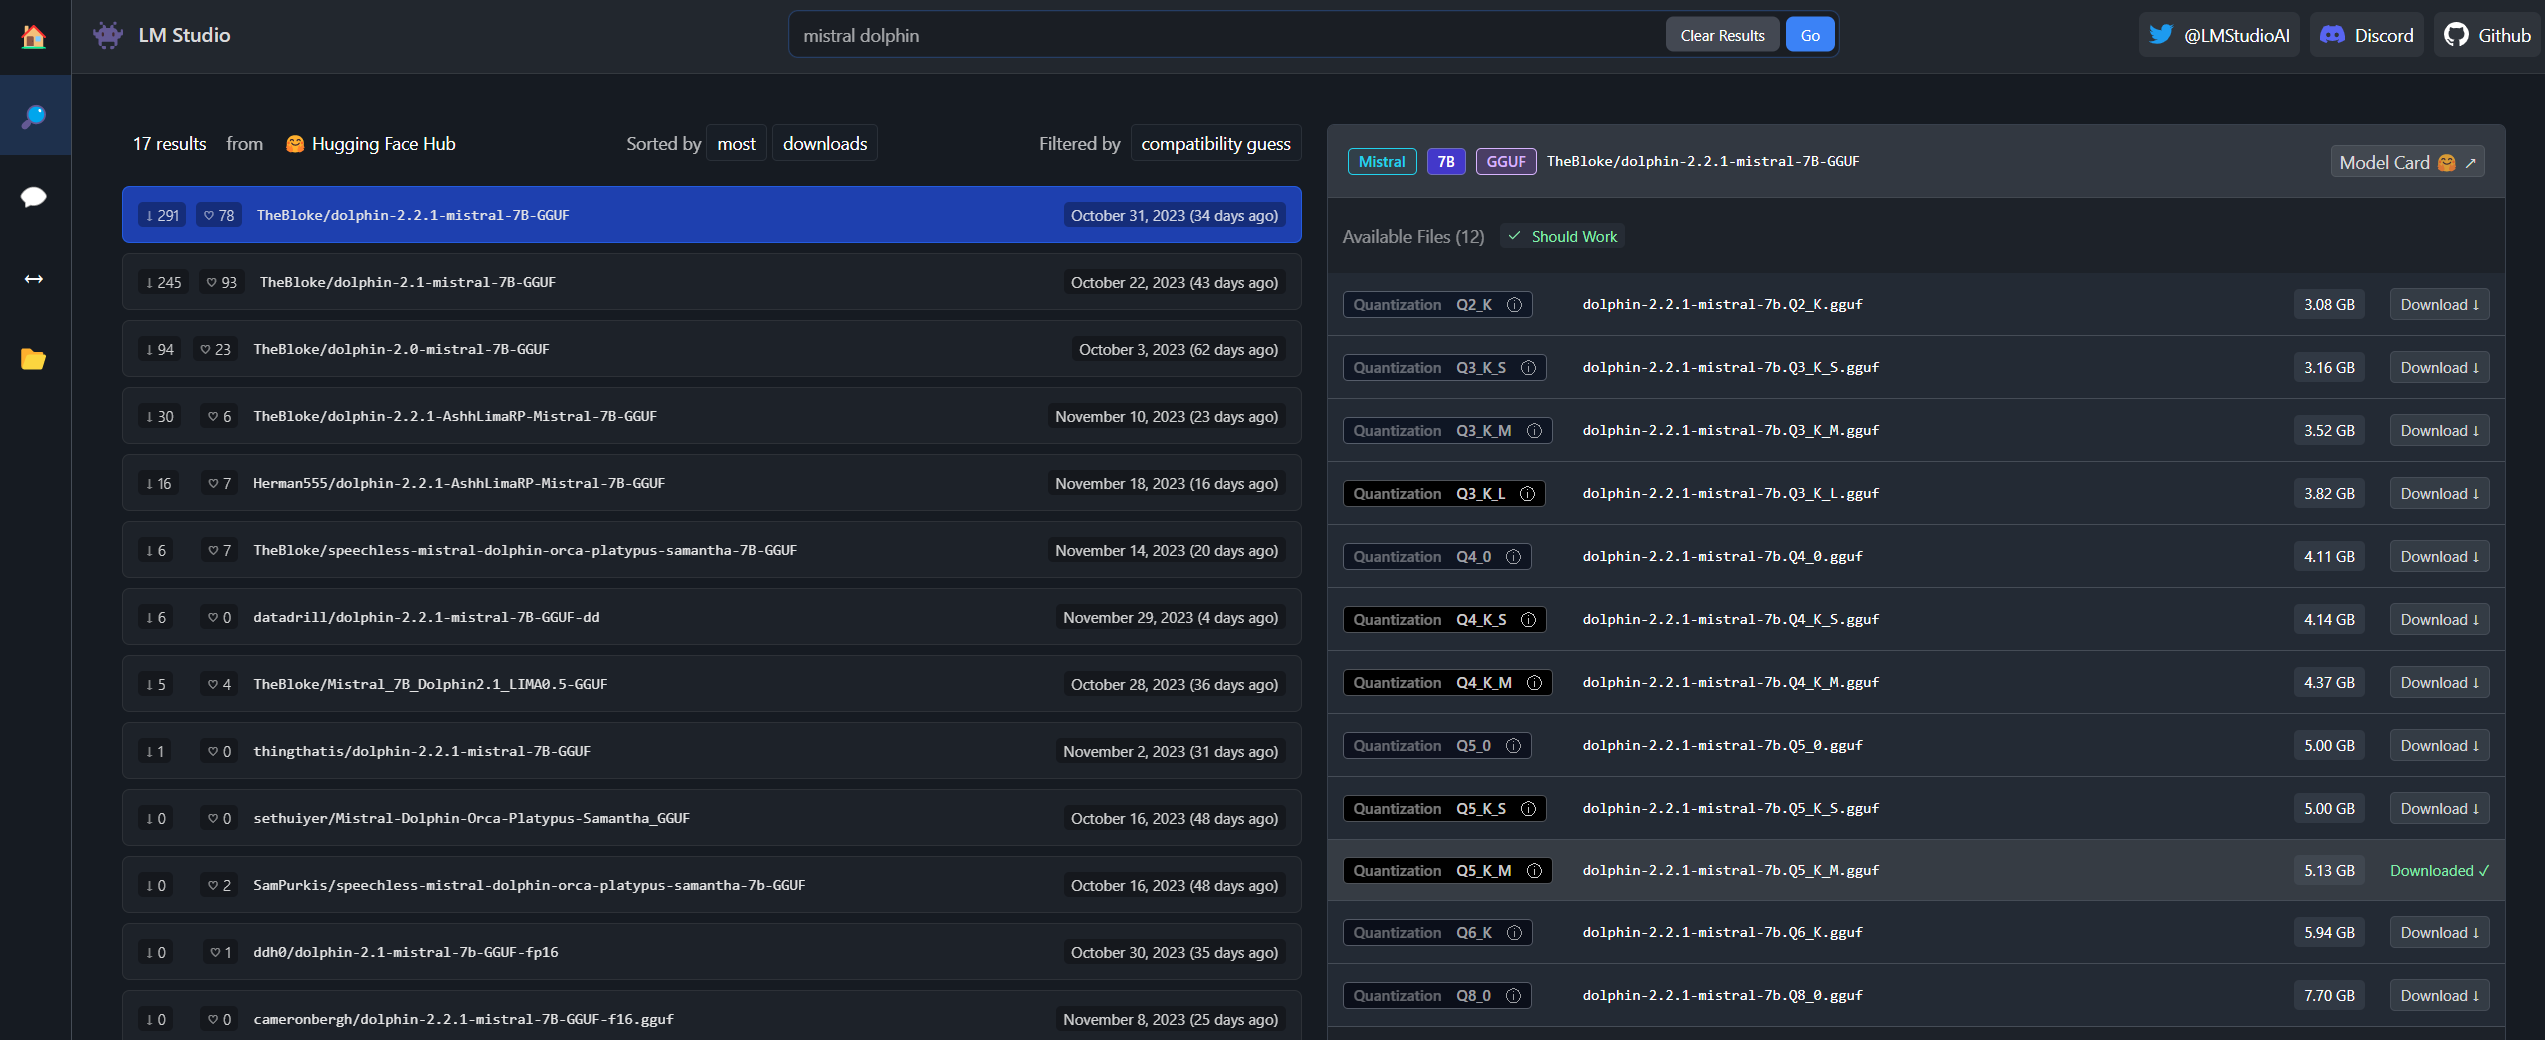 LM Studio
mistral dolphin
Clear Results
Go
@LMStudioAI
Discord
Github
17 results from 🤗 Hugging Face Hub
Sorted by most downloads
Filtered by compatibility guess
↓ 291 ♡ 78 TheBloke/dolphin-2.2.1-mistral-7B-GGUF October 31, 2023 (34 days ago)
↓ 245 ♡ 93 TheBloke/dolphin-2.1-mistral-7B-GGUF October 22, 2023 (43 days ago)
↓ 94 ♡ 23 TheBloke/dolphin-2.0-mistral-7B-GGUF October 3, 2023 (62 days ago)
↓ 30 ♡ 6 TheBloke/dolphin-2.2.1-AshhLimaRP-Mistral-7B-GGUF November 10, 2023 (23 days ago)
↓ 16 ♡ 7 Herman555/dolphin-2.2.1-AshhLimaRP-Mistral-7B-GGUF November 18, 2023 (16 days ago)
↓ 6 ♡ 7 TheBloke/speechless-mistral-dolphin-orca-platypus-samantha-7B-GGUF November 14, 2023 (20 days ago)
↓ 6 ♡ 0 datadrill/dolphin-2.2.1-mistral-7B-GGUF-dd November 29, 2023 (4 days ago)
↓ 5 ♡ 4 TheBloke/Mistral_7B_Dolphin2.1_LIMA0.5-GGUF October 28, 2023 (36 days ago)
↓ 1 ♡ 0 thingthatis/dolphin-2.2.1-mistral-7B-GGUF November 2, 2023 (31 days ago)
↓ 0 ♡ 0 sethuiyer/Mistral-Dolphin-Orca-Platypus-Samantha_GGUF October 16, 2023 (48 days ago)
↓ 0 ♡ 2 SamPurkis/speechless-mistral-dolphin-orca-platypus-samantha-7b-GGUF October 16, 2023 (48 days ago)
↓ 0 ♡ 1 ddh0/dolphin-2.1-mistral-7b-GGUF-fp16 October 30, 2023 (35 days ago)
↓ 0 ♡ 0 cameronbergh/dolphin-2.2.1-mistral-7B-GGUF-f16.gguf November 8, 2023 (25 days ago)
Mistral 7B GGUF TheBloke/dolphin-2.2.1-mistral-7B-GGUF Model Card 🤗 ↗
Available Files (12) ✓ Should Work
Quantization Q2_K ⓘ dolphin-2.2.1-mistral-7b.Q2_K.gguf 3.08 GB Download ↓
Quantization Q3_K_S ⓘ dolphin-2.2.1-mistral-7b.Q3_K_S.gguf 3.16 GB Download ↓
Quantization Q3_K_M ⓘ dolphin-2.2.1-mistral-7b.Q3_K_M.gguf 3.52 GB Download ↓
Quantization Q3_K_L ⓘ dolphin-2.2.1-mistral-7b.Q3_K_L.gguf 3.82 GB Download ↓
Quantization Q4_0 ⓘ dolphin-2.2.1-mistral-7b.Q4_0.gguf 4.11 GB Download ↓
Quantization Q4_K_S ⓘ dolphin-2.2.1-mistral-7b.Q4_K_S.gguf 4.14 GB Download ↓
Quantization Q4_K_M ⓘ dolphin-2.2.1-mistral-7b.Q4_K_M.gguf 4.37 GB Download ↓
Quantization Q5_0 ⓘ dolphin-2.2.1-mistral-7b.Q5_0.gguf 5.00 GB Download ↓
Quantization Q5_K_S ⓘ dolphin-2.2.1-mistral-7b.Q5_K_S.gguf 5.00 GB Download ↓
Quantization Q5_K_M ⓘ dolphin-2.2.1-mistral-7b.Q5_K_M.gguf 5.13 GB Downloaded ✓
Quantization Q6_K ⓘ dolphin-2.2.1-mistral-7b.Q6_K.gguf 5.94 GB Download ↓
Quantization Q8_0 ⓘ dolphin-2.2.1-mistral-7b.Q8_0.gguf 7.70 GB Download ↓